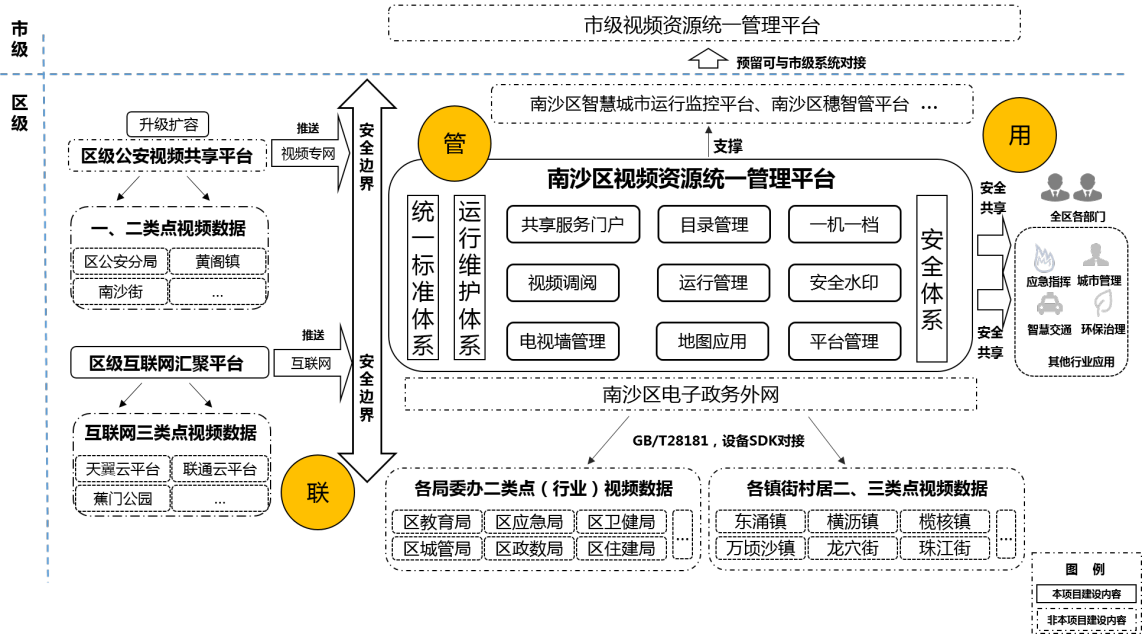 市级
市级视频资源统一管理平台
预留可与市级系统对接
区级
南沙区智慧城市运行监控平台、南沙区穗智管平台 ...
升级扩容
区级公安视频共享平台
推送
视频专网
安全边界
管
用
支撑
一、二类点视频数据
区公安分局
黄阁镇
南沙街
...
南沙区视频资源统一管理平台
统一标准体系
运行维护体系
共享服务门户
目录管理
一机一档
视频调阅
运行管理
安全水印
电视墙管理
地图应用
平台管理
安全体系
安全共享
安全共享
全区各部门
应急指挥
城市管理
智慧交通
环保治理
其他行业应用
区级互联网汇聚平台
推送
互联网
安全边界
互联网三类点视频数据
天翼云平台
联通云平台
蕉门公园
...
联
南沙区电子政务外网
GB/T28181，设备SDK对接
各局委办二类点（行业）视频数据
区教育局
区应急局
区卫健局
区城管局
区政数局
区住建局
...
各镇街村居二、三类点视频数据
东涌镇
横沥镇
榄核镇
万顷沙镇
龙穴街
珠江街
...
图 例
本项目建设内容
非本项目建设内容